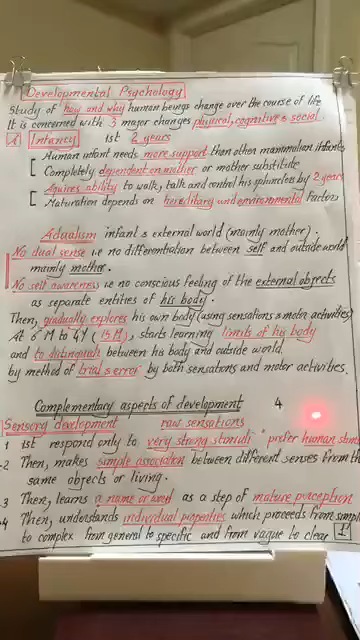 Developmental Psychology
Study of how and why human beings change over the course of life
It is concerned with 3 major changes physical, cognitive & social.
A Infancy 1st 2 years
Human infant needs more support than other mammalian infants
Completely dependent on mother or mother substitute
Aquires ability to walk, talk and control his sphincters by 2 years
Maturation depends on hereditary and environmental factors
Adualism infant & external world (mainly mother).
No dual sense i.e no differentiation between self and outside world
mainly mother.
No self awareness i.e no conscious feeling of the external objects
as separate entities of his body.
Then, gradually explores his own body (using sensations & motor activities)
At 6 M to 4Y (15 M), starts learning limits of his body
and to distinguish between his body and outside world.
by method of trial & error by both sensations and motor activities.
Complementary aspects of development 4
Sensory development raw sensations
1 1st respond only to very strong stimuli prefer human
2 Then, makes simple association between different senses from the
same objects or living.
3 Then, learns a name or word as a step of mature perception
4 Then, understands individual properties which proceeds from simple
to complex from general to specific and from vague to clear 1